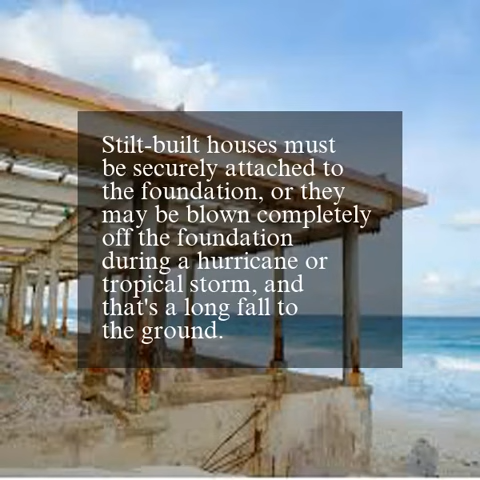 Stilt-built houses must
be securely attached to
the foundation, or they
may be blown completely
off the foundation
during a hurricane or
tropical storm, and
that's a long fall to
the ground.